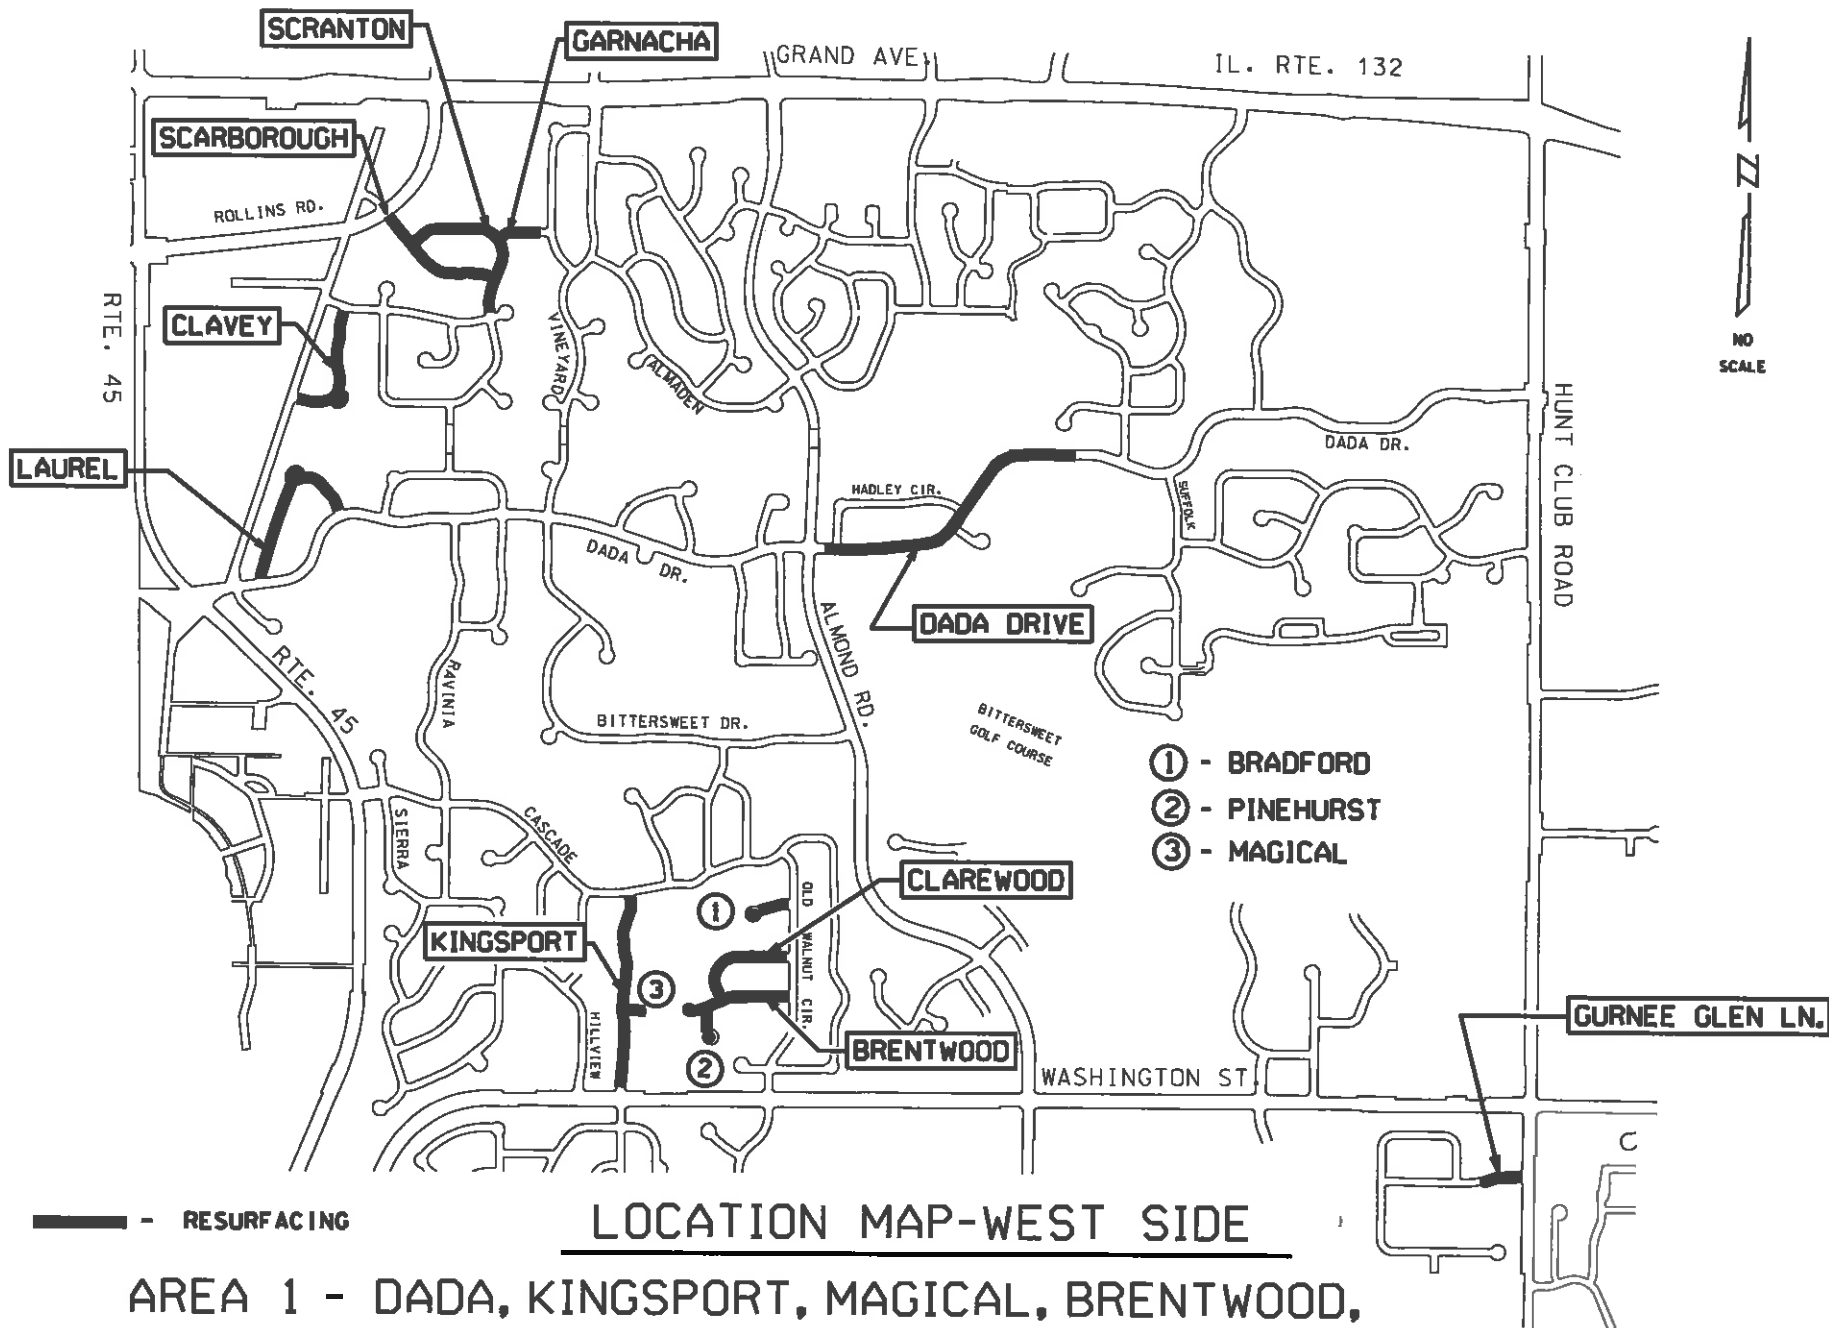 SCRANTON
GARNACHA
GRAND AVE.
IL. RTE. 132
SCARBOROUGH
ROLLINS RD.
N
NO
SCALE
RTE. 45
CLAVEY
VINEYARD
ALMADEN
HUNT CLUB ROAD
DADA DR.
LAUREL
HADLEY CIR.
SUFFOLK
DADA DR.
DADA DRIVE
ALMOND RD.
RTE. 45
RAVINIA
BITTERSWEET DR.
BITTERSWEET
GOLF COURSE
1 - BRADFORD
2 - PINEHURST
3 - MAGICAL
SIERRA
CASCADE
CLAREWOOD
1
OLD WALNUT CIR.
KINGSPORT
3
HILLVIEW
BRENTWOOD
2
GURNEE GLEN LN.
WASHINGTON ST.
C
- RESURFACING
LOCATION MAP-WEST SIDE
AREA 1 - DADA, KINGSPORT, MAGICAL, BRENTWOOD,